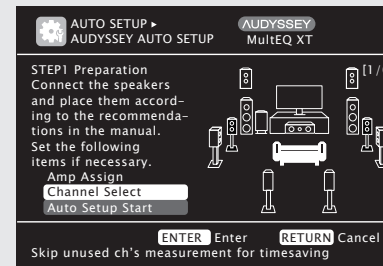 AUTO SETUP ▸
AUDYSSEY AUTO SETUP
AUDYSSEY
MultEQ XT
STEP1 Preparation
Connect the speakers
and place them accord-
ing to the recommenda-
tions in the manual.
Set the following
items if necessary.
Amp Assign
Channel Select
Auto Setup Start
[1/
ENTER Enter
RETURN Cancel
Skip unused ch's measurement for timesaving